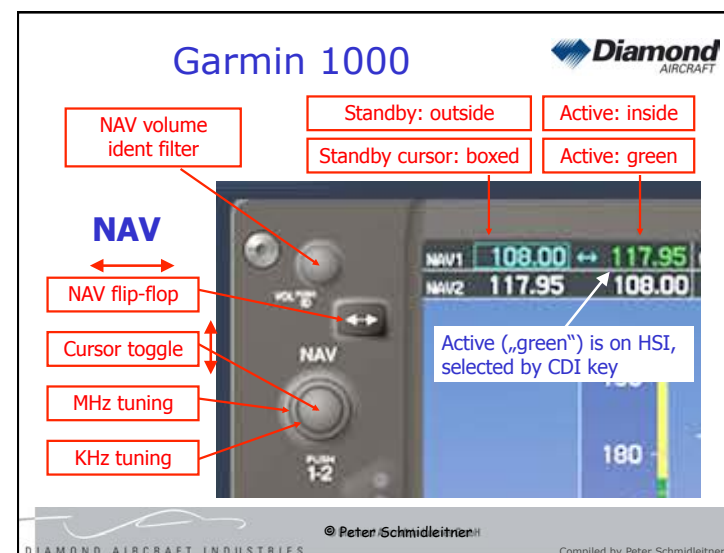 Garmin 1000
Diamond
AIRCRAFT
NAV volume
ident filter
Standby: outside
Active: inside
Standby cursor: boxed
Active: green
NAV
NAV flip-flop
Cursor toggle
MHz tuning
KHz tuning
VOL PUSH
ID
NAV
PUSH
1-2
NAV1 108.00 ↔ 117.95
NAV2 117.95 108.00
Active („green“) is on HSI,
selected by CDI key
180
© Peter Schmidleitner
DIAMOND AIRCRAFT INDUSTRIES
Compiled by Peter Schmidleitner